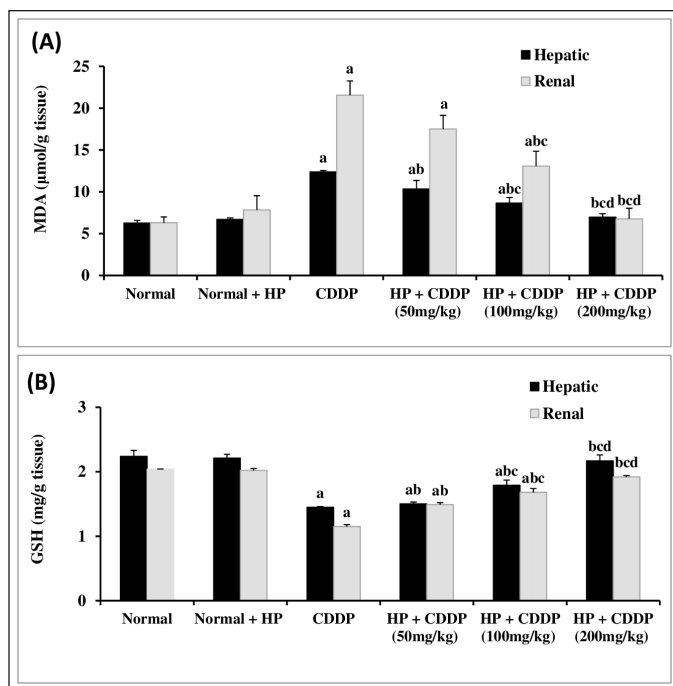 (A)
Hepatic
Renal
MDA (µmol/g tissue)
25
20
15
10
5
0
a
a
ab
a
abc
abc
bcd bcd
Normal
Normal + HP
CDDP
HP + CDDP
(50mg/kg)
HP + CDDP
(100mg/kg)
HP + CDDP
(200mg/kg)
(B)
Hepatic
Renal
GSH (mg/g tissue)
3
2
1
0
a
a
ab
ab
abc
abc
bcd
bcd
Normal
Normal + HP
CDDP
HP + CDDP
(50mg/kg)
HP + CDDP
(100mg/kg)
HP + CDDP
(200mg/kg)